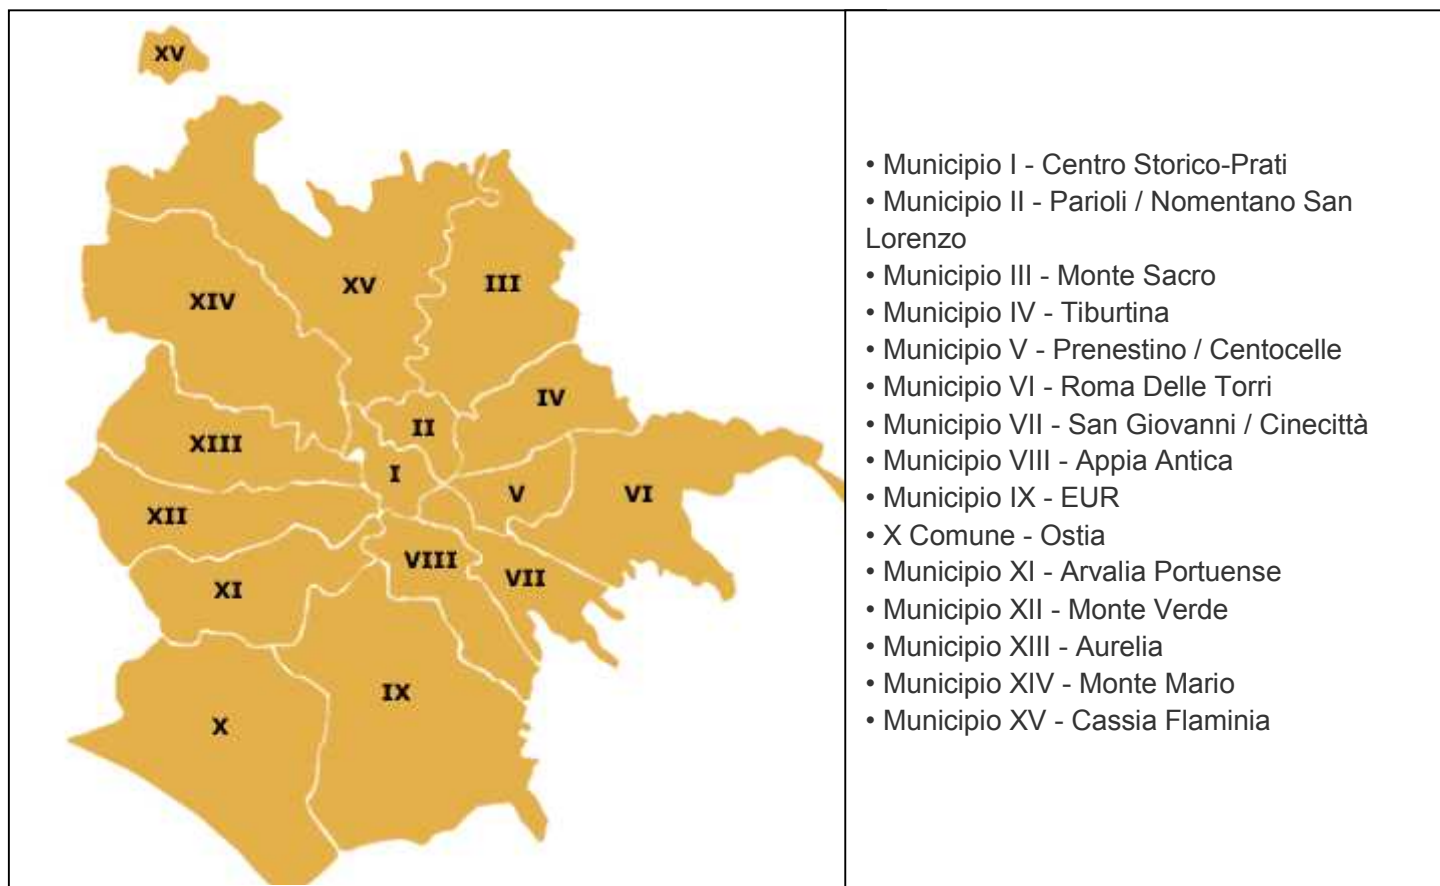 XV
XIV
XV
III
IV
II
XIII
I
V
VI
XII
VIII
VII
XI
IX
X
• Municipio I - Centro Storico-Prati
• Municipio II - Parioli / Nomentano San
Lorenzo
• Municipio III - Monte Sacro
• Municipio IV - Tiburtina
• Municipio V - Prenestino / Centocelle
• Municipio VI - Roma Delle Torri
• Municipio VII - San Giovanni / Cinecittà
• Municipio VIII - Appia Antica
• Municipio IX - EUR
• X Comune - Ostia
• Municipio XI - Arvalia Portuense
• Municipio XII - Monte Verde
• Municipio XIII - Aurelia
• Municipio XIV - Monte Mario
• Municipio XV - Cassia Flaminia